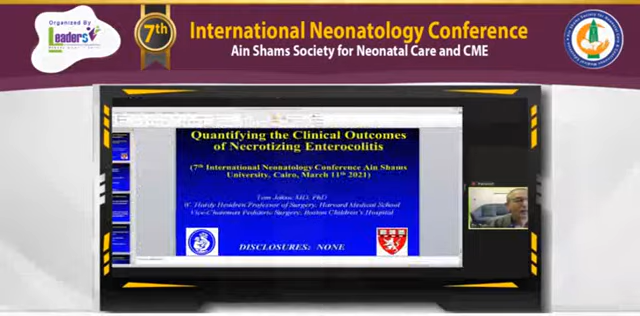 Organized By
Leaders
7th
International Neonatology Conference
Ain Shams Society for Neonatal Care and CME
Quantifying the Clinical Outcomes
of Necrotizing Enterocolitis
(7th International Neonatology Conference Ain Shams
University, Cairo, March 11th 2021)
Tom Jaksic MD, PhD
W. Hardy Hendren Professor of Surgery, Harvard Medical School
Vice-Chairman Pediatric Surgery, Boston Children's Hospital
DISCLOSURES: NONE